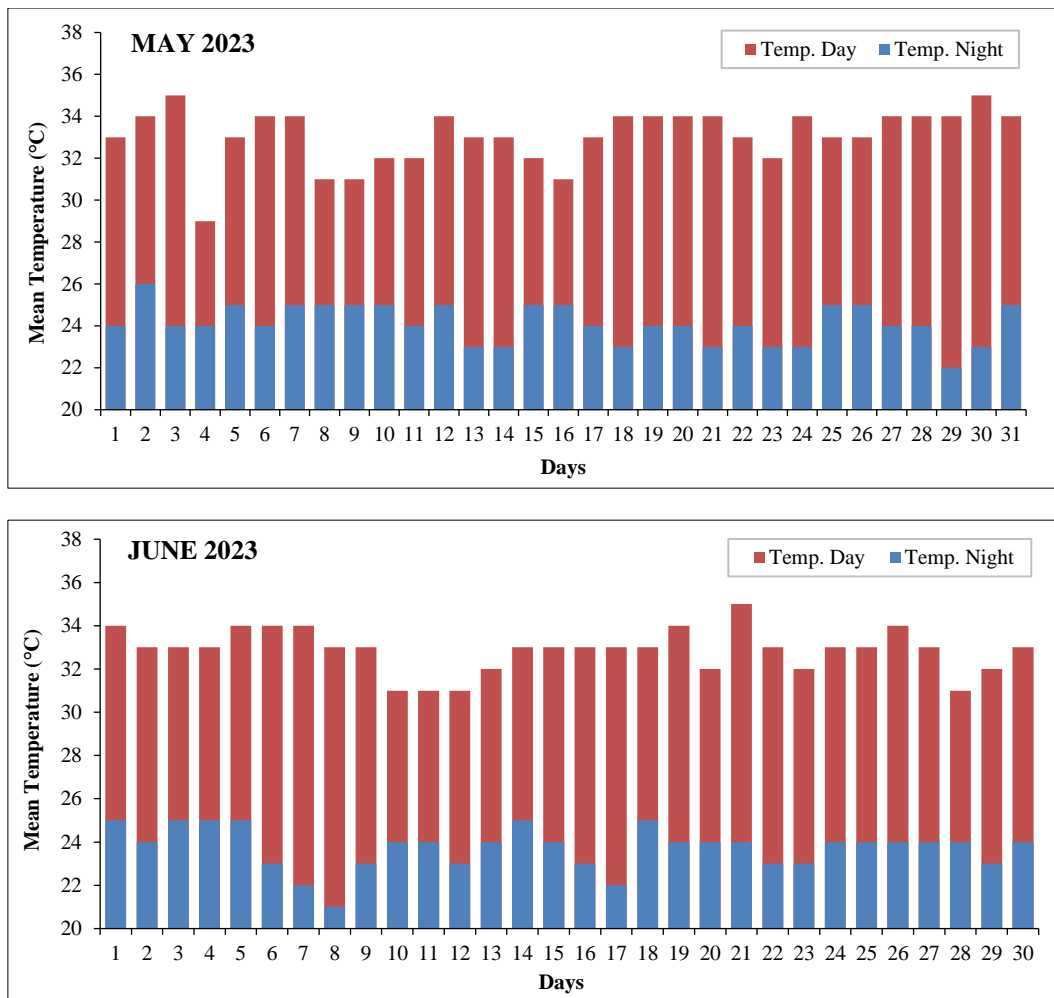 MAY 2023
Temp. Day Temp. Night
Mean Temperature (°C)
38
36
34
32
30
28
26
24
22
20
1 2 3 4 5 6 7 8 9 10 11 12 13 14 15 16 17 18 19 20 21 22 23 24 25 26 27 28 29 30 31
Days
JUNE 2023
Temp. Day Temp. Night
Mean Temperature (°C)
38
36
34
32
30
28
26
24
22
20
1 2 3 4 5 6 7 8 9 10 11 12 13 14 15 16 17 18 19 20 21 22 23 24 25 26 27 28 29 30
Days